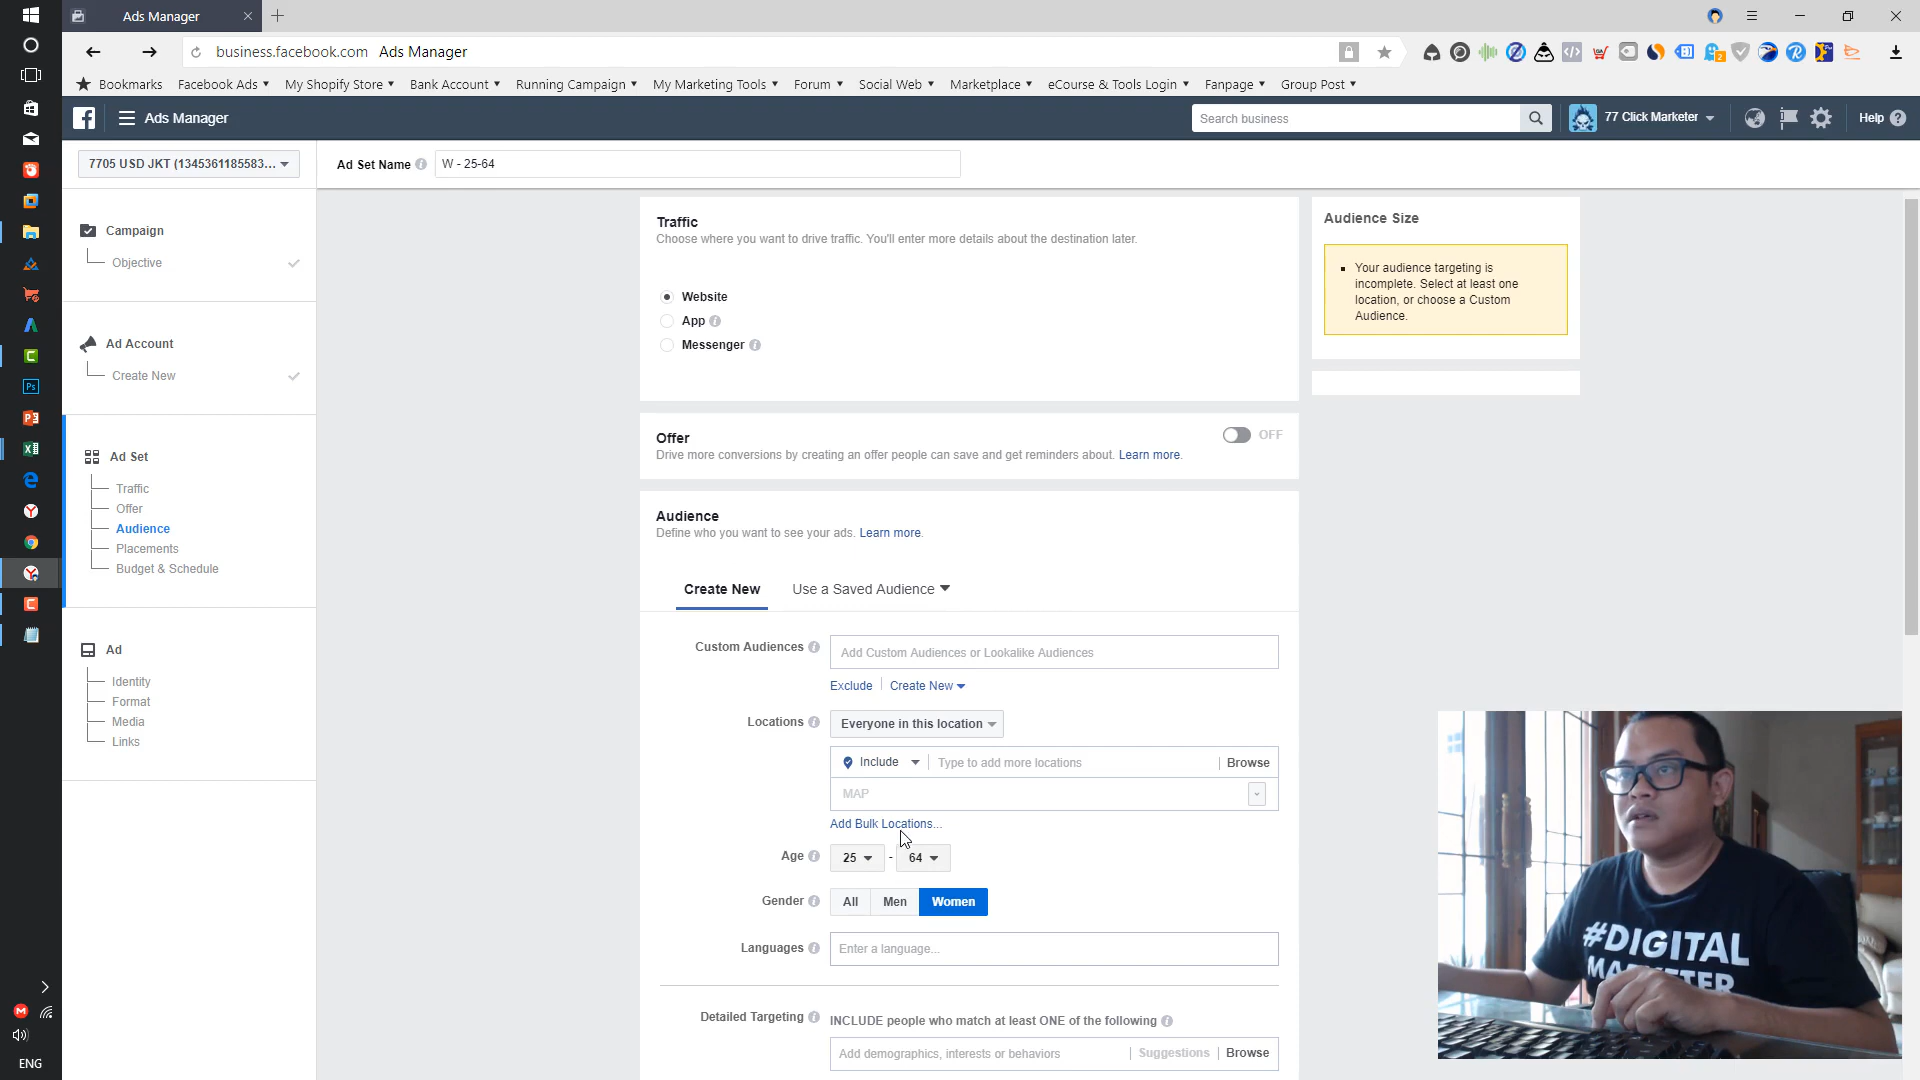 Ads Manager
business.facebook.com Ads Manager
Bookmarks Facebook Ads My Shopify Store Bank Account Running Campaign My Marketing Tools Forum Social Web Marketplace eCourse & Tools Login Fanpage Group Post
Ads Manager
Search business
77 Click Marketer
Help
7705 USD JKT (1345361185583...
Ad Set Name
W - 25-64
Campaign
Objective
Ad Account
Create New
Ad Set
Traffic
Offer
Audience
Placements
Budget & Schedule
Ad
Identity
Format
Media
Links
Traffic
Choose where you want to drive traffic. You'll enter more details about the destination later.
Website
App
Messenger
Offer
OFF
Drive more conversions by creating an offer people can save and get reminders about. Learn more.
Audience
Define who you want to see your ads. Learn more.
Create New Use a Saved Audience
Custom Audiences Add Custom Audiences or Lookalike Audiences
Exclude Create New
Locations Everyone in this location
Include Type to add more locations Browse
MAP
Add Bulk Locations...
Age 25 - 64
Gender All Men Women
Languages Enter a language...
Detailed Targeting INCLUDE people who match at least ONE of the following
Add demographics, interests or behaviors Suggestions Browse
Audience Size
Your audience targeting is
incomplete. Select at least one
location, or choose a Custom
Audience.
#DIGITAL
MARKETER
ENG